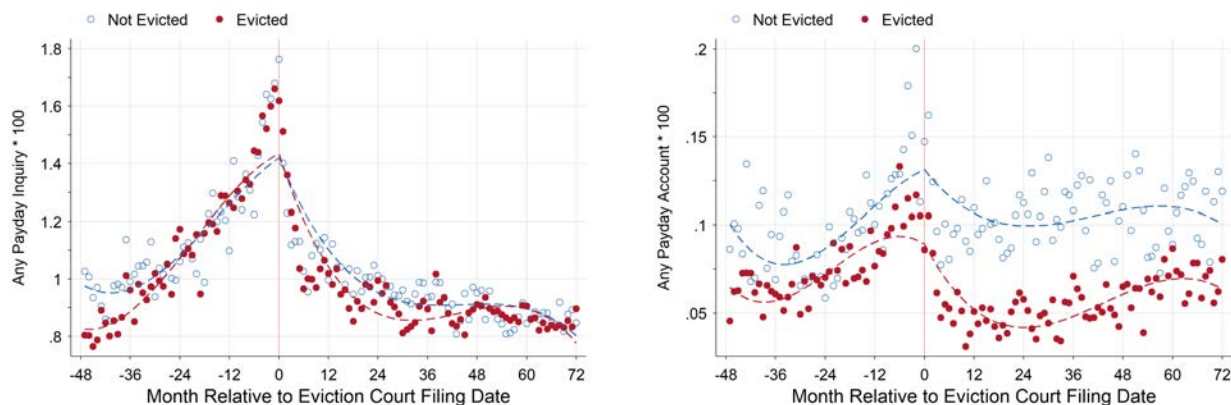 Not Evicted Evicted
Any Payday Inquiry * 100
1.8
1.6
1.4
1.2
1
.8
-48 -36 -24 -12 0 12 24 36 48 60 72
Month Relative to Eviction Court Filing Date
Not Evicted Evicted
Any Payday Account * 100
.2
.15
.1
.05
-48 -36 -24 -12 0 12 24 36 48 60 72
Month Relative to Eviction Court Filing Date